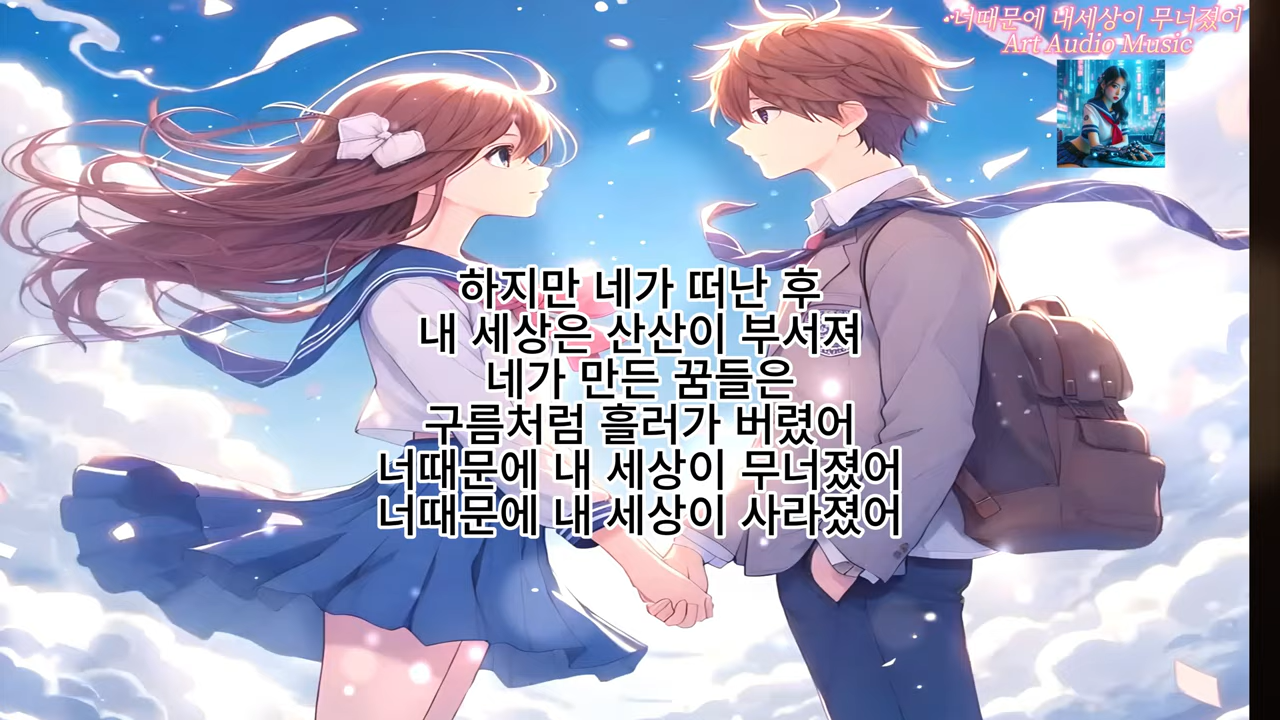 너때문에 내세상이 무너졌어
Art Audio Music
하지만 네가 떠난 후
내 세상은 산산이 부서져
네가 만든 꿈들은
구름처럼 흘러가 버렸어
너때문에 내 세상이 무너졌어
너때문에 내 세상이 사라졌어